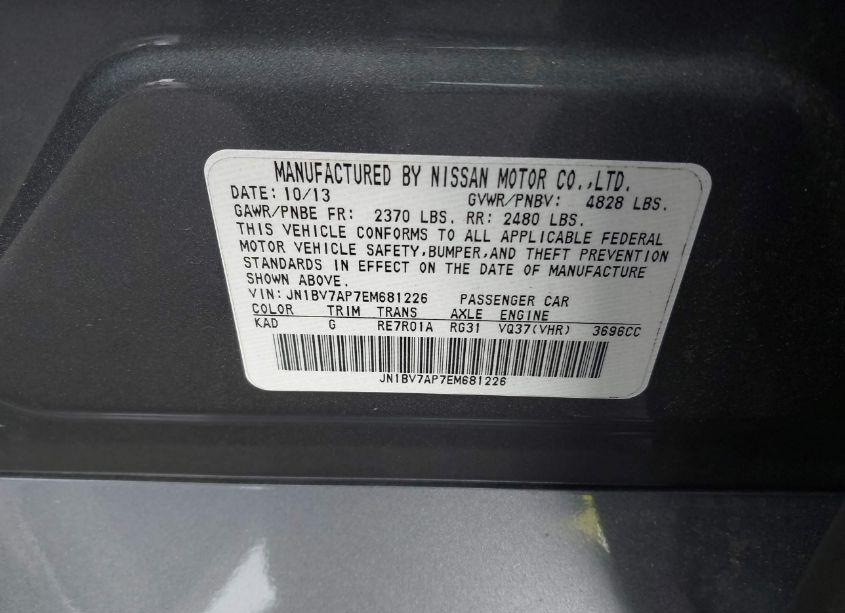 MANUFACTURED BY NISSAN MOTOR CO.,LTD.
DATE: 10/13 GVWR/PNBV: 4828 LBS.
GAWR/PNBE FR: 2370 LBS. RR: 2480 LBS.
THIS VEHICLE CONFORMS TO ALL APPLICABLE FEDERAL
MOTOR VEHICLE SAFETY,BUMPER,AND THEFT PREVENTION
STANDARDS IN EFFECT ON THE DATE OF MANUFACTURE
SHOWN ABOVE.
VIN: JN1BV7AP7EM681226 PASSENGER CAR
COLOR TRIM TRANS AXLE ENGINE
KAD G RE7R01A RG31 VQ37(VHR) 3696CC
JN1BV7AP7EM681226